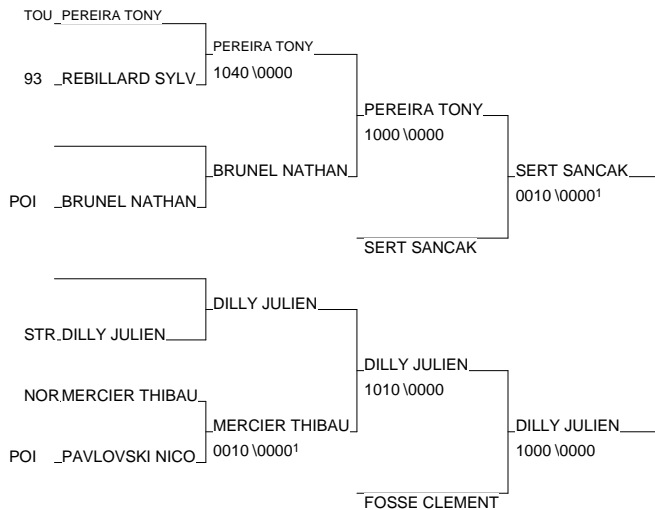 TOU PEREIRA TONY
PEREIRA TONY
1040 \0000
93 REBILLARD SYLV
PEREIRA TONY
1000 \0000
BRUNEL NATHAN
SERT SANCAK
0010 \0000¹
POI BRUNEL NATHAN
SERT SANCAK
DILLY JULIEN
STR DILLY JULIEN
DILLY JULIEN
1010 \0000
NOR MERCIER THIBAU
MERCIER THIBAU
0010 \0000¹
DILLY JULIEN
1000 \0000
POI PAVLOVSKI NICO
FOSSE CLEMENT